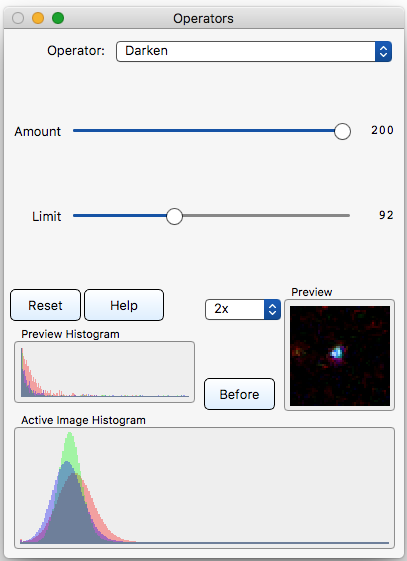 Operators
Operator: Darken
Amount 200
Limit 92
Reset Help 2x Preview
Preview Histogram
Before
Active Image Histogram